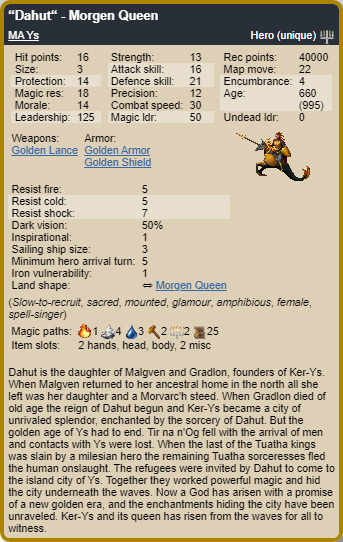 “Dahut“ - Morgen Queen
MA Ys Hero (unique)
Hit points: 16 Strength: 13 Rec points: 40000
Size: 3 Attack skill: 16 Map move: 22
Protection: 14 Defence skill: 21 Encumbrance: 4
Magic res: 18 Precision: 12 Age: 660
Morale: 14 Combat speed: 30 (995)
Leadership: 125 Magic ldr: 50 Undead ldr: 0
Weapons: Armor:
Golden Lance Golden Armor
Golden Shield
Resist fire: 5
Resist cold: 5
Resist shock: 7
Dark vision: 50%
Inspirational: 1
Sailing ship size: 3
Minimum hero arrival turn: 5
Iron vulnerability: 1
Land shape: ⇔ Morgen Queen
(Slow-to-recruit, sacred, mounted, glamour, amphibious, female,
spell-singer)
Magic paths: 1 4 3 2 2 25
Item slots: 2 hands, head, body, 2 misc
Dahut is the daughter of Malgven and Gradlon, founders of Ker-Ys.
When Malgven returned to her ancestral home in the north all she
left was her daughter and a Morvarc'h steed. When Gradlon died of
old age the reign of Dahut begun and Ker-Ys became a city of
unrivaled splendor, enchanted by the sorcery of Dahut. But the
golden age of Ys had to end. Tir na n'Og fell with the arrival of men
and contacts with Ys were lost. When the last of the Tuatha kings
was slain by a milesian hero the remaining Tuatha sorceresses fled
the human onslaught. The refugees were invited by Dahut to come to
the island city of Ys. Together they worked powerful magic and hid
the city underneath the waves. Now a God has arisen with a promise
of a new golden era, and the enchantments hiding the city have been
unraveled. Ker-Ys and its queen has risen from the waves for all to
witness.